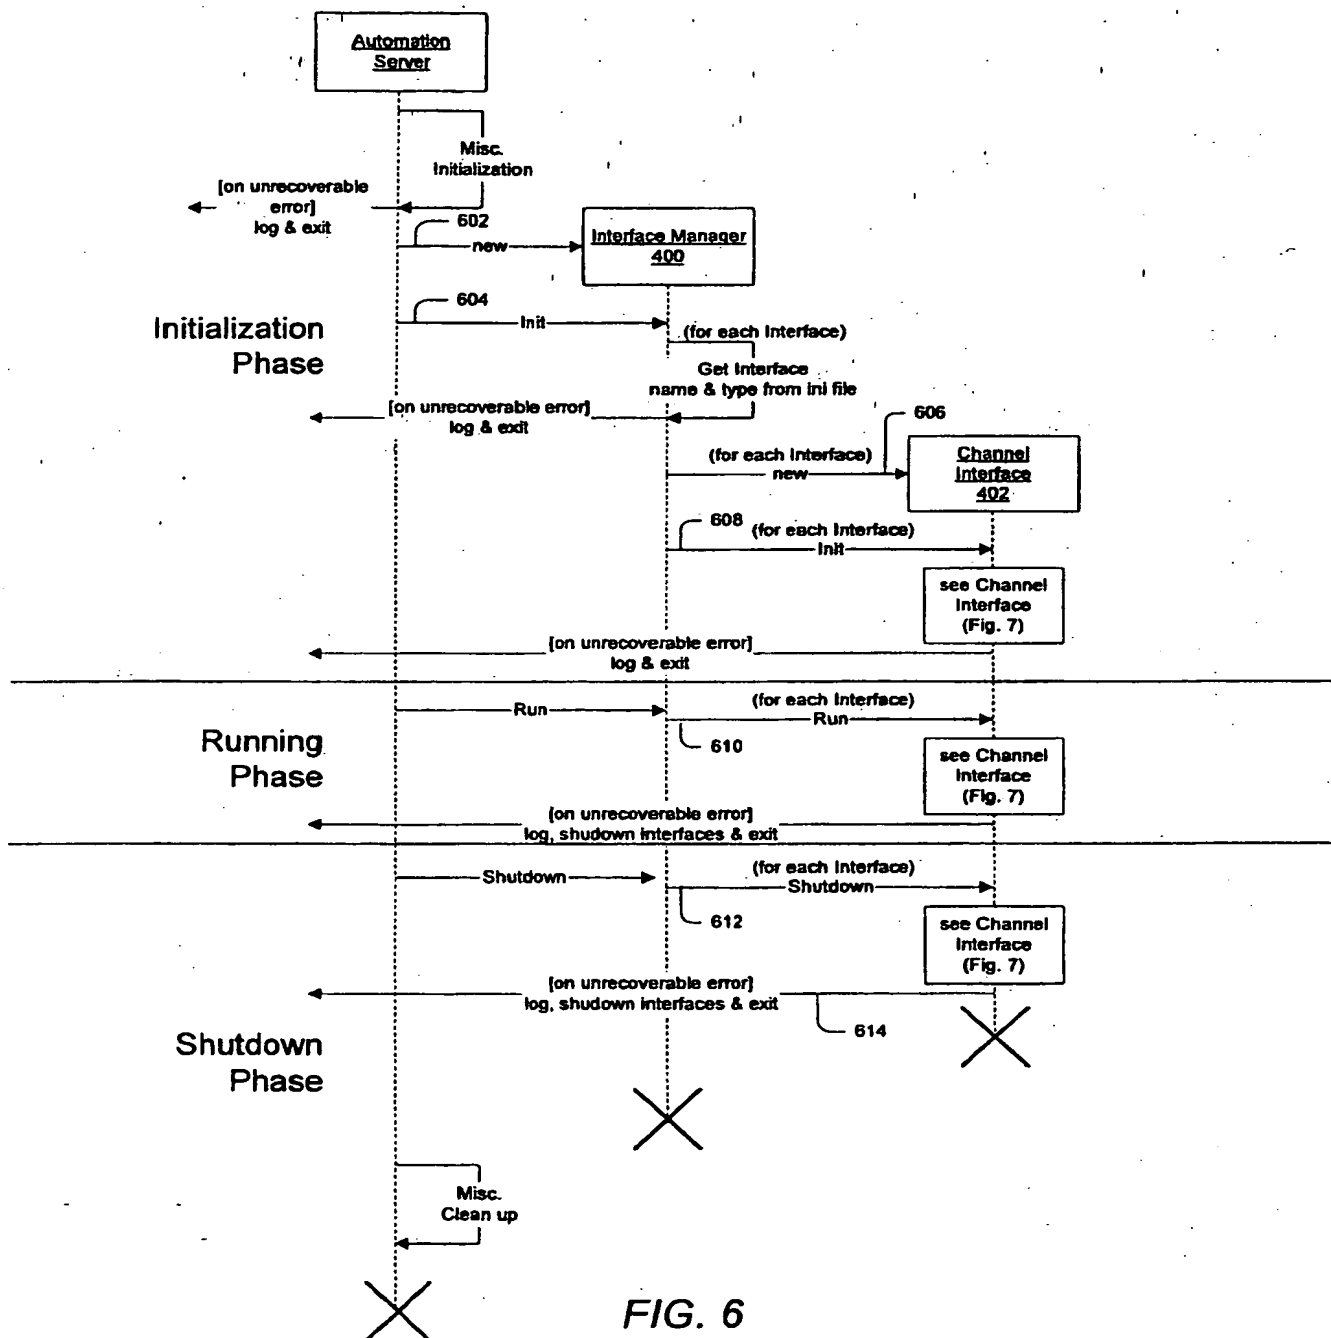 Automation
Server
Misc.
Initialization
[on unrecoverable
error]
log & exit
602
new
Interface Manager
400
604
Init
Initialization
Phase
(for each Interface)
Get Interface
name & type from ini file
[on unrecoverable error]
log & exit
606
(for each Interface)
new
Channel
Interface
402
608
(for each Interface)
Init
see Channel
Interface
(Fig. 7)
[on unrecoverable error]
log & exit
Run
(for each Interface)
Run
610
Running
Phase
see Channel
Interface
(Fig. 7)
[on unrecoverable error]
log, shudown interfaces & exit
Shutdown
(for each Interface)
Shutdown
612
see Channel
Interface
(Fig. 7)
[on unrecoverable error]
log, shudown interfaces & exit
614
Shutdown
Phase
Misc.
Clean up
FIG. 6